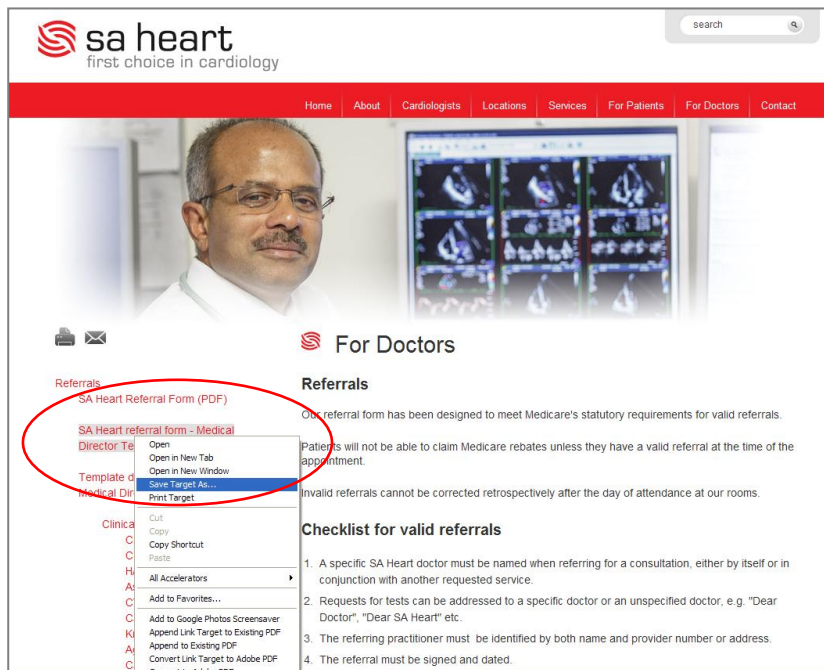 sa heart
first choice in cardiology
search
Home About Cardiologists Locations Services For Patients For Doctors Contact
For Doctors
Referrals
SA Heart Referral Form (PDF)
SA Heart referral form - Medical
Director Te
Template d
Medical Dir
Clinica
C
C
H
As
C
C
Ki
A
C
Open
Open in New Tab
Open in New Window
Save Target As...
Print Target
Cut
Copy
Copy Shortcut
Paste
All Accelerators
Add to Favorites...
Add to Google Photos Screensaver
Append Link Target to Existing PDF
Append to Existing PDF
Convert Link Target to Adobe PDF
Referrals
Our referral form has been designed to meet Medicare's statutory requirements for valid referrals.
Patients will not be able to claim Medicare rebates unless they have a valid referral at the time of the
appointment.
Invalid referrals cannot be corrected retrospectively after the day of attendance at our rooms.
Checklist for valid referrals
1. A specific SA Heart doctor must be named when referring for a consultation, either by itself or in
conjunction with another requested service.
2. Requests for tests can be addressed to a specific doctor or an unspecified doctor, e.g. "Dear
Doctor", "Dear SA Heart" etc.
3. The referring practitioner must be identified by both name and provider number or address.
4. The referral must be signed and dated.